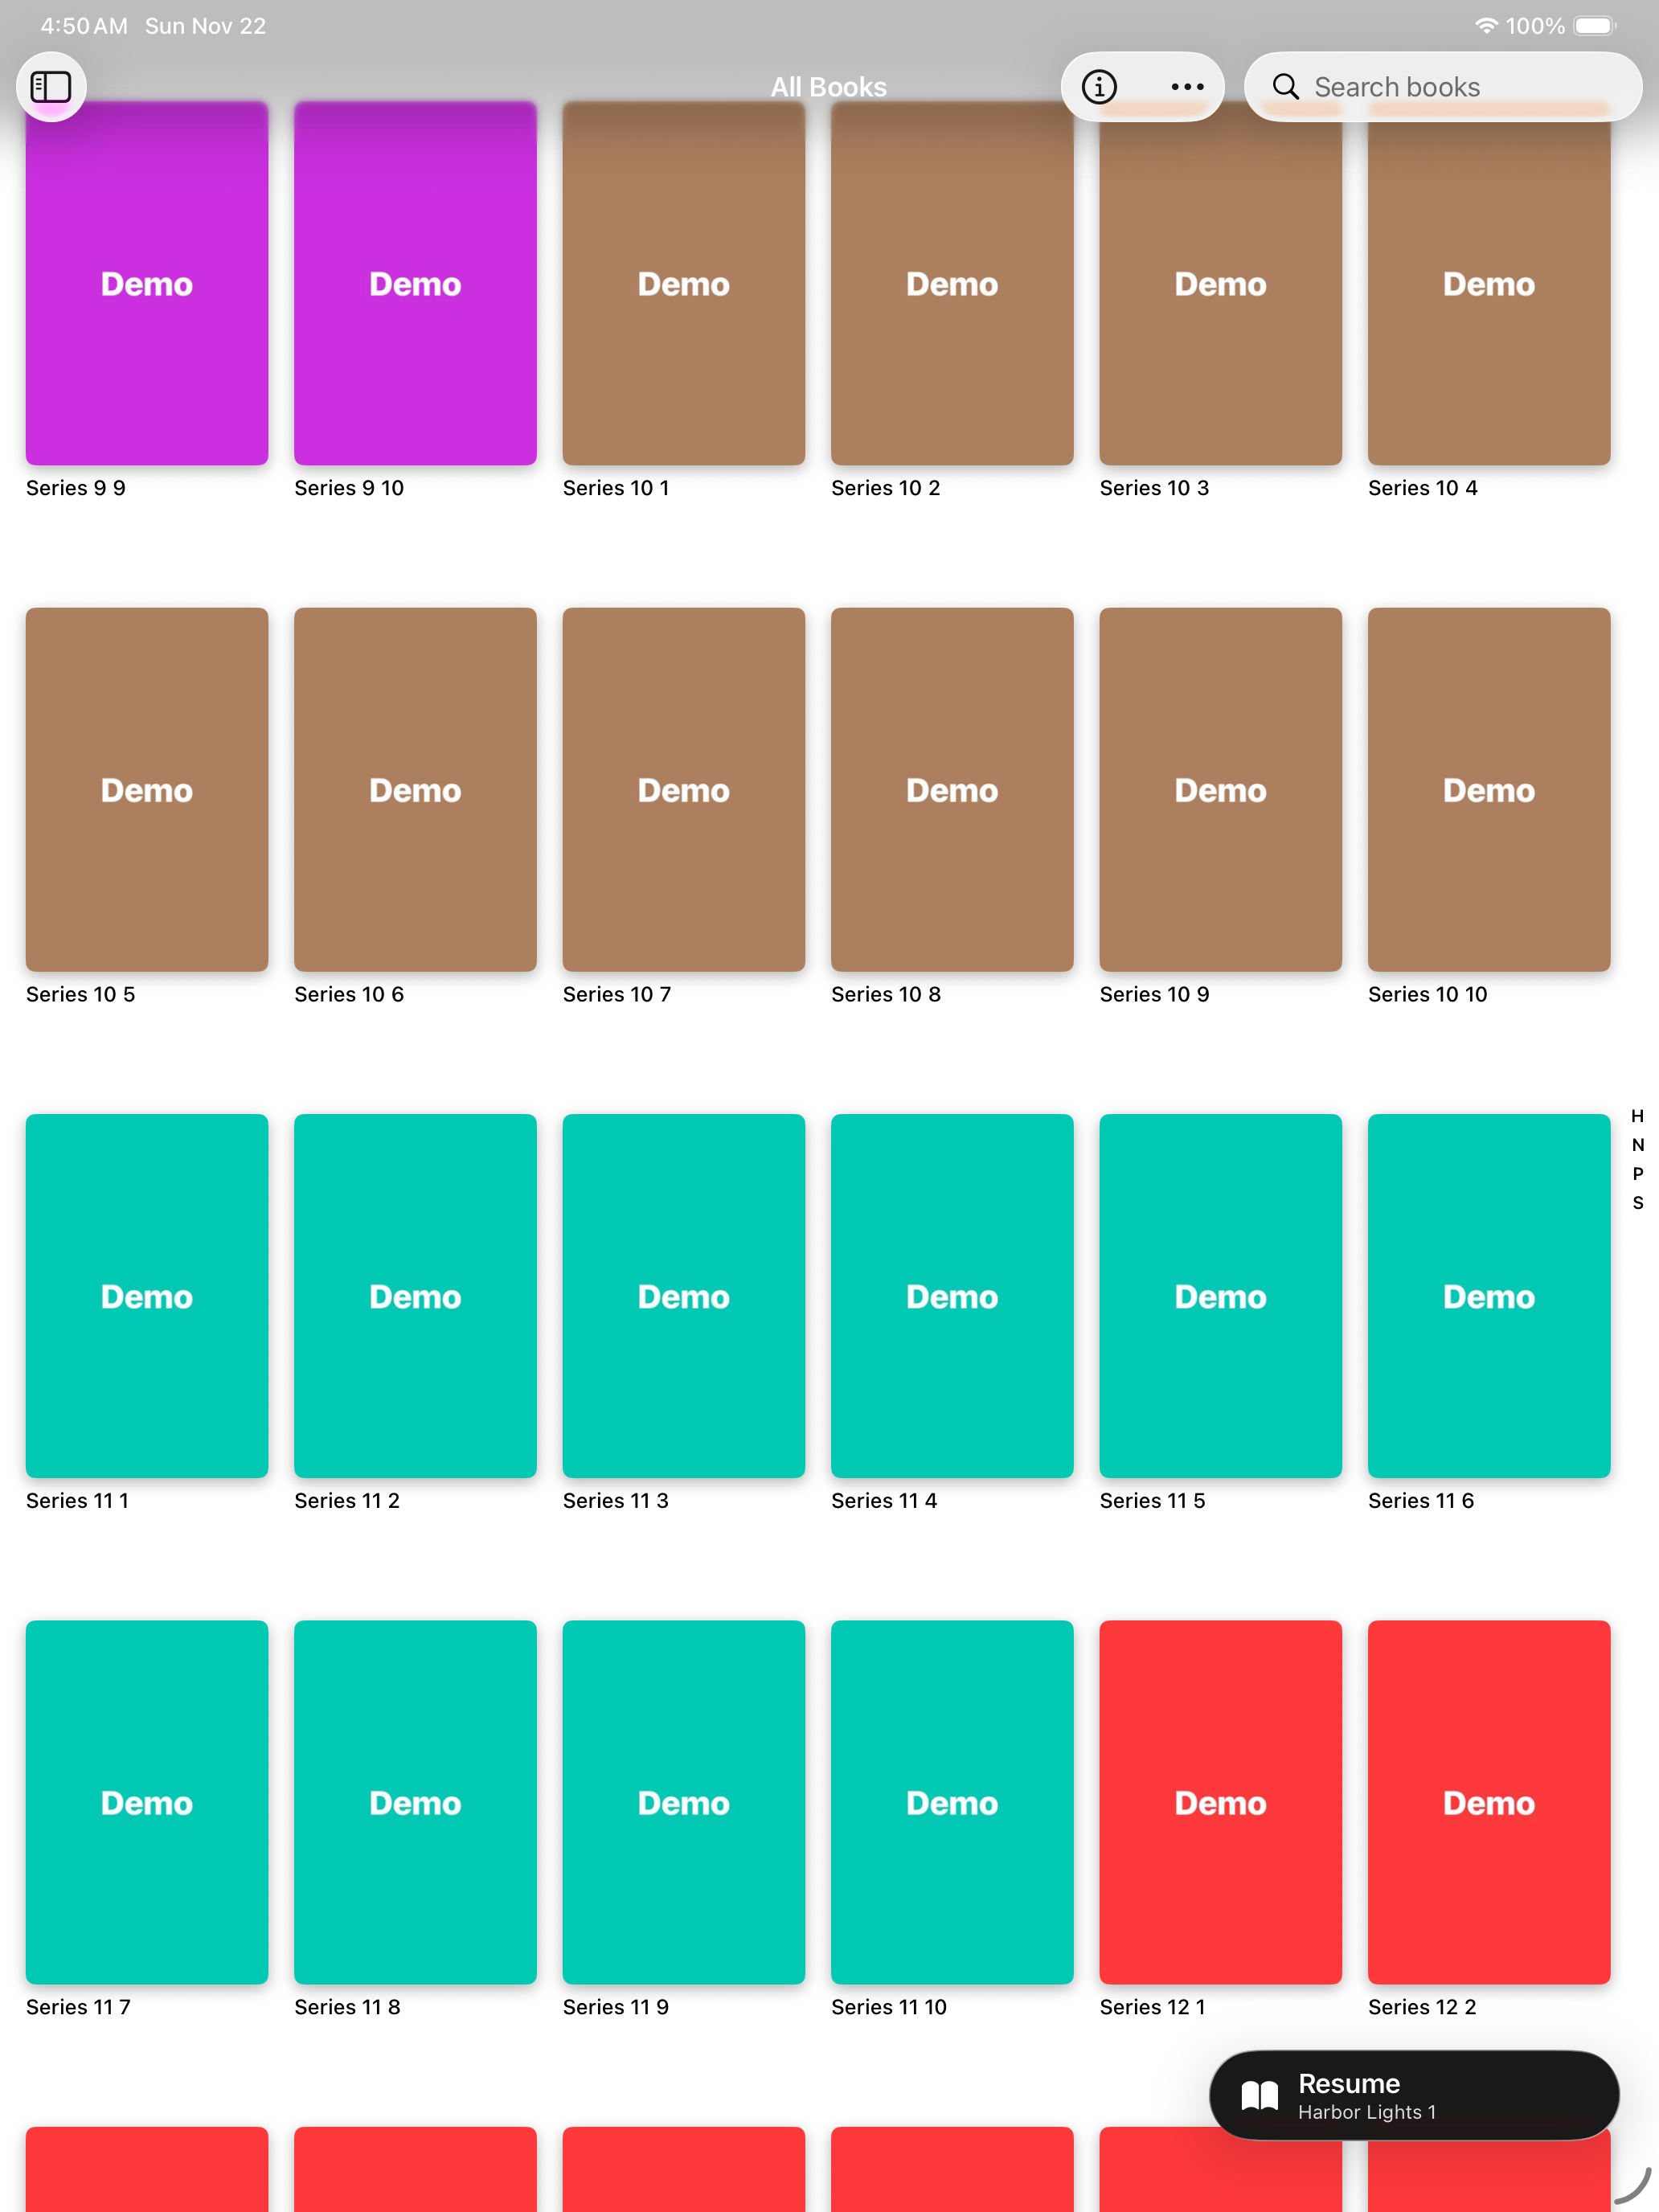 4:50 AM Sun Nov 22
100%
All Books
Search books
Demo Demo Demo Demo Demo Demo
Series 9 9 Series 9 10 Series 10 1 Series 10 2 Series 10 3 Series 10 4
Demo Demo Demo Demo Demo Demo
Series 10 5 Series 10 6 Series 10 7 Series 10 8 Series 10 9 Series 10 10
H
N
P
S
Demo Demo Demo Demo Demo Demo
Series 11 1 Series 11 2 Series 11 3 Series 11 4 Series 11 5 Series 11 6
Demo Demo Demo Demo Demo Demo
Series 11 7 Series 11 8 Series 11 9 Series 11 10 Series 12 1 Series 12 2
Resume
Harbor Lights 1